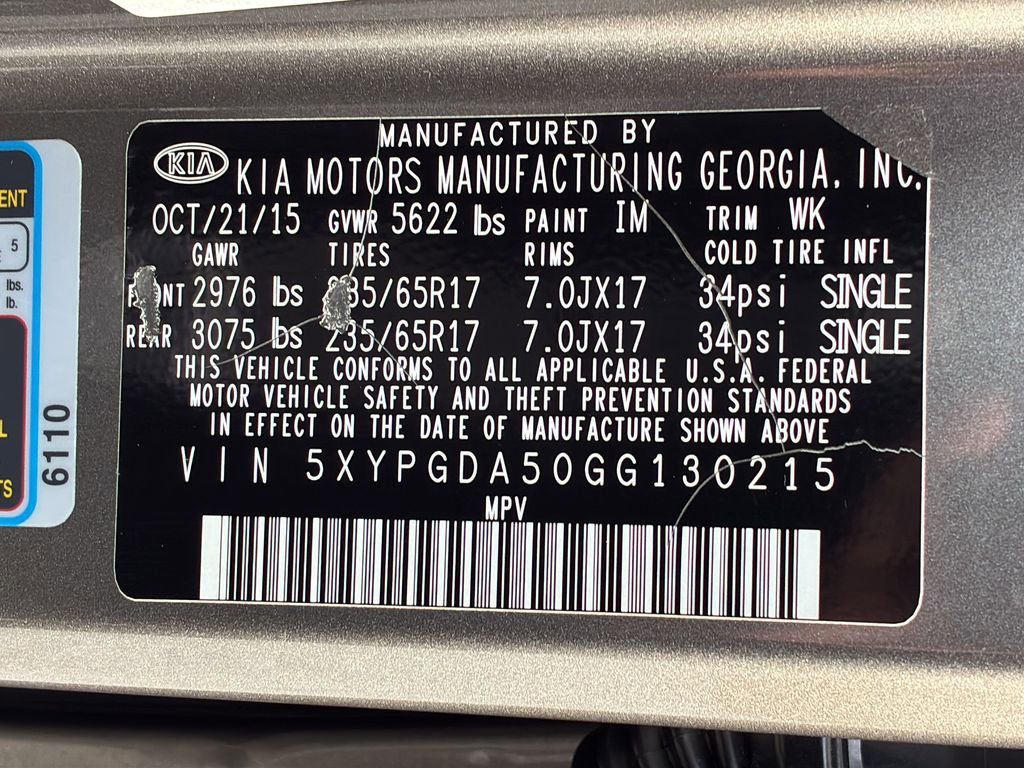 MANUFACTURED BY
KIA KIA MOTORS MANUFACTURING GEORGIA, INC.
OCT/21/15 GVWR 5622 lbs PAINT IM TRIM WK
GAWR TIRES RIMS COLD TIRE INFL
2976 lbs 7.0JX17 34psi SINGLE
REAR 3075 lbs 235/65R17 7.0JX17 34psi SINGLE
THIS VEHICLE CONFORMS TO ALL APPLICABLE U.S.A. FEDERAL
MOTOR VEHICLE SAFETY AND THEFT PREVENTION STANDARDS
IN EFFECT ON THE DATE OF MANUFACTURE SHOWN ABOVE
VIN 5XYPGDA50GG130215
MPV
5
lbs.
lb.
6110